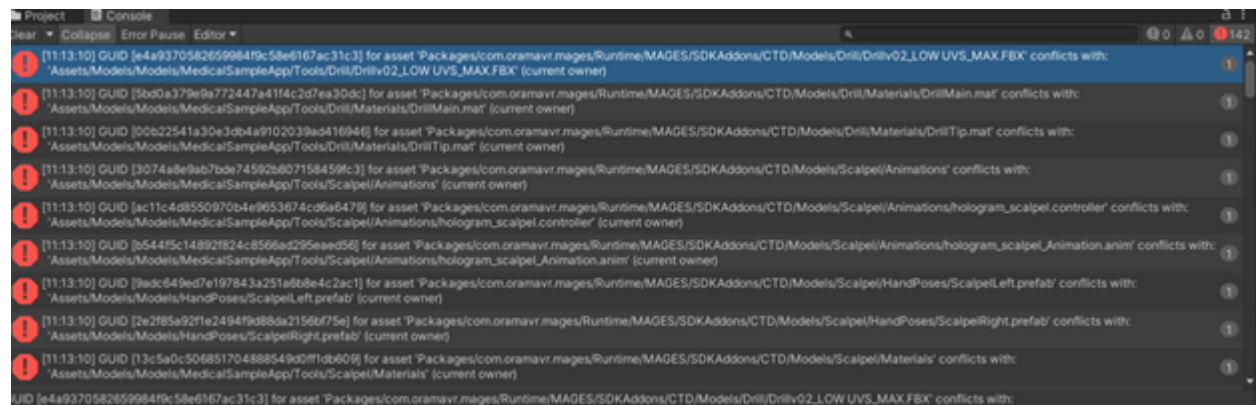 Project Console
Clear Collapse Error Pause Editor 0 0 142
[11:13:10] GUID [e4a9370582659984f9c58e6167ac31c3] for asset 'Packages/com.oramavr.mages/Runtime/MAGES/SDKAddons/CTD/Models/Drill/Drillv02_LOW UVS_MAX.FBX' conflicts with:
'Assets/Models/Models/MedicalSampleApp/Tools/Drill/Drillv02_LOW UVS_MAX.FBX' (current owner) 1
[11:13:10] GUID [5bd0a379e9a772447a41f4c2d7ea30dc] for asset 'Packages/com.oramavr.mages/Runtime/MAGES/SDKAddons/CTD/Models/Drill/Materials/DrillMain.mat' conflicts with:
'Assets/Models/Models/MedicalSampleApp/Tools/Drill/Materials/DrillMain.mat' (current owner) 1
[11:13:10] GUID [00b22541a30e3db4a9102039ad416946] for asset 'Packages/com.oramavr.mages/Runtime/MAGES/SDKAddons/CTD/Models/Drill/Materials/DrillTip.mat' conflicts with:
'Assets/Models/Models/MedicalSampleApp/Tools/Drill/Materials/DrillTip.mat' (current owner) 1
[11:13:10] GUID [3074a8e9ab7bde74592b807158459fc3] for asset 'Packages/com.oramavr.mages/Runtime/MAGES/SDKAddons/CTD/Models/Scalpel/Animations' conflicts with:
'Assets/Models/Models/MedicalSampleApp/Tools/Scalpel/Animations' (current owner) 1
[11:13:10] GUID [ac11c4d8550970b4e9653674cd6a6479] for asset 'Packages/com.oramavr.mages/Runtime/MAGES/SDKAddons/CTD/Models/Scalpel/Animations/hologram_scalpel.controller' conflicts with:
'Assets/Models/Models/MedicalSampleApp/Tools/Scalpel/Animations/hologram_scalpel.controller' (current owner) 1
[11:13:10] GUID [b544f5c14892f824c8566ad295eaed56] for asset 'Packages/com.oramavr.mages/Runtime/MAGES/SDKAddons/CTD/Models/Scalpel/Animations/hologram_scalpel_Animation.anim' conflicts with:
'Assets/Models/Models/MedicalSampleApp/Tools/Scalpel/Animations/hologram_scalpel_Animation.anim' (current owner) 1
[11:13:10] GUID [9adc649ed7e197843a251a6b8e4c2ac1] for asset 'Packages/com.oramavr.mages/Runtime/MAGES/SDKAddons/CTD/Models/Scalpel/HandPoses/ScalpelLeft.prefab' conflicts with:
'Assets/Models/Models/HandPoses/ScalpelLeft.prefab' (current owner) 1
[11:13:10] GUID [2e2f85a92f1e2494f9d88da2156bf75e] for asset 'Packages/com.oramavr.mages/Runtime/MAGES/SDKAddons/CTD/Models/Scalpel/HandPoses/ScalpelRight.prefab' conflicts with:
'Assets/Models/Models/HandPoses/ScalpelRight.prefab' (current owner) 1
[11:13:10] GUID [13c5a0c506851704888549d0ff1db609] for asset 'Packages/com.oramavr.mages/Runtime/MAGES/SDKAddons/CTD/Models/Scalpel/Materials' conflicts with:
'Assets/Models/Models/MedicalSampleApp/Tools/Scalpel/Materials' (current owner) 1
UID [e4a9370582659984f9c58e6167ac31c3] for asset 'Packages/com.oramavr.mages/Runtime/MAGES/SDKAddons/CTD/Models/Drill/Drillv02_LOW UVS_MAX.FBX' conflicts with: